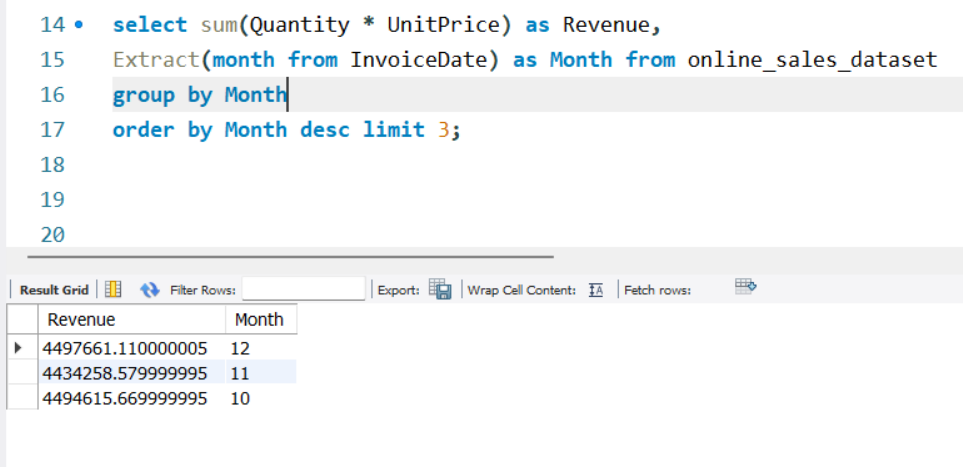 14 select sum(Quantity * UnitPrice) as Revenue,
15 Extract(month from InvoiceDate) as Month from online_sales_dataset
16 group by Month
17 order by Month desc limit 3;
18
19
20
Result Grid Filter Rows: Export: Wrap Cell Content: IA Fetch rows:
Revenue Month
4497661.110000005 12
4434258.579999995 11
4494615.669999995 10